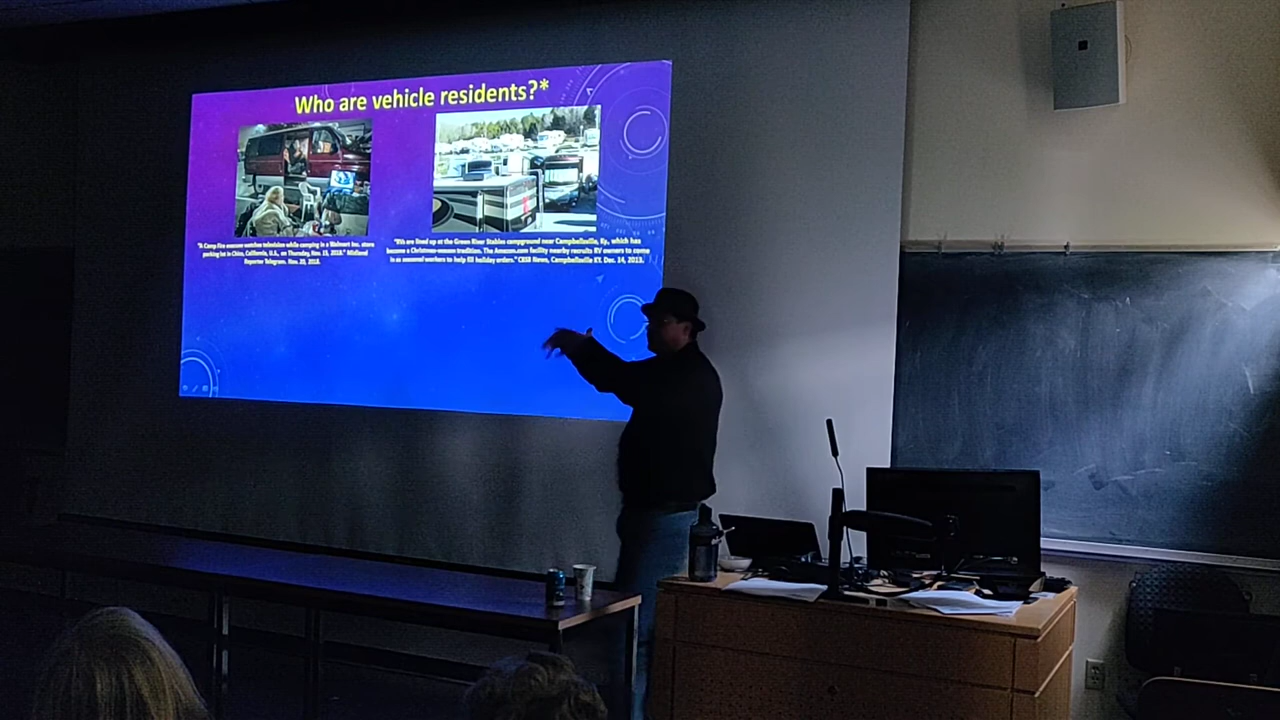 Who are vehicle residents?*
"A Camp Fire evacuee watches television while camping in a Walmart Inc. store
parking lot in Chico, California, U.S., on Thursday, Nov. 15, 2018." Midland
Reporter Telegram. Nov. 20, 2018.
"RVs are lined up at the Green River Stables campground near Campbellsville, Ky., which has
become a Christmas-season tradition. The Amazon.com facility nearby recruits RV owners to come
in as seasonal workers to help fill holiday orders." CBS8 News, Campbellsville KY. Dec. 14, 2013.